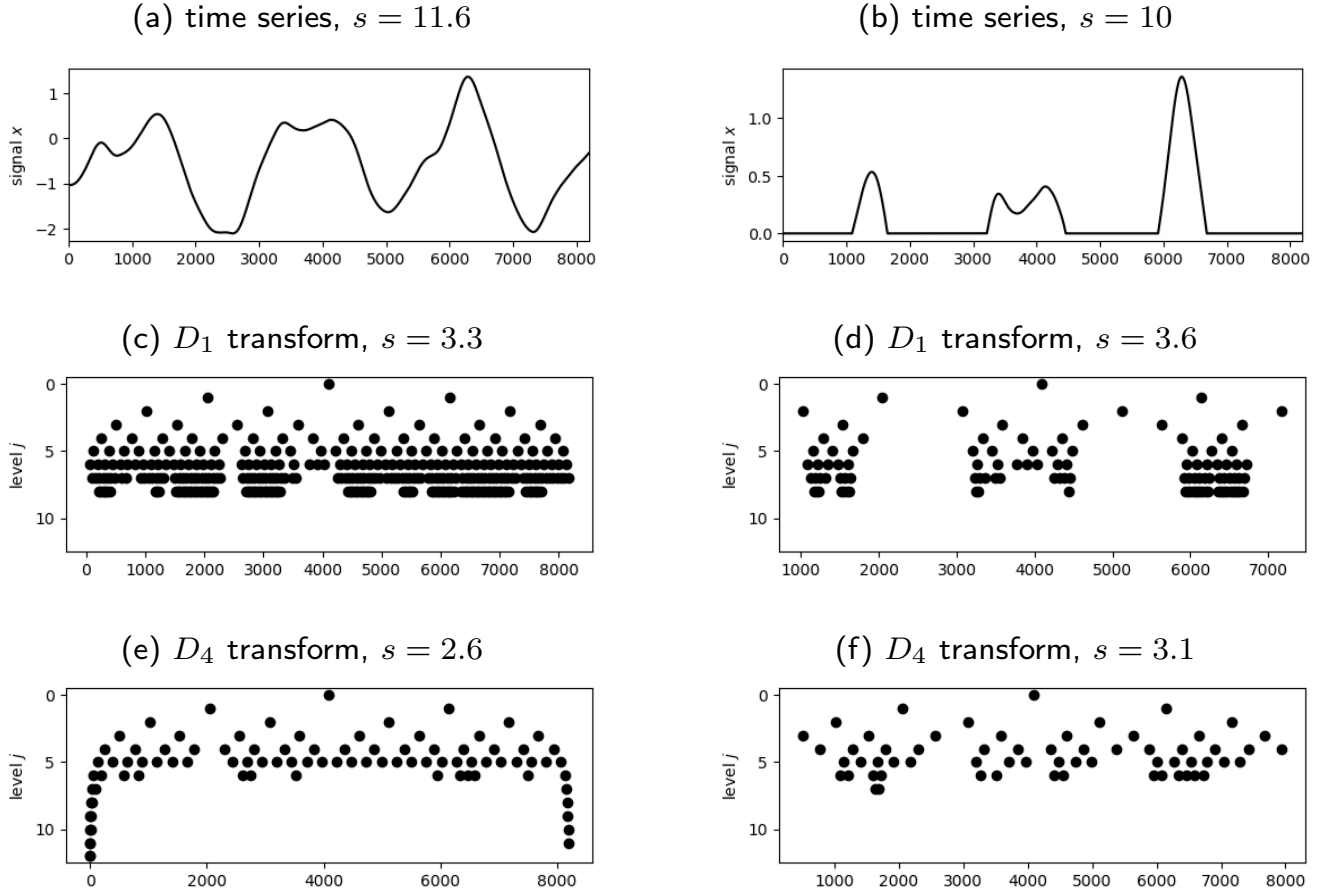 (a) time series, s = 11.6
(b) time series, s = 10
signal x
1
0
−1
−2
0 1000 2000 3000 4000 5000 6000 7000 8000
signal x
1.0
0.5
0.0
0 1000 2000 3000 4000 5000 6000 7000 8000
(c) D₁ transform, s = 3.3
(d) D₁ transform, s = 3.6
level j
0
5
10
0 1000 2000 3000 4000 5000 6000 7000 8000
level j
0
5
10
1000 2000 3000 4000 5000 6000 7000
(e) D₄ transform, s = 2.6
(f) D₄ transform, s = 3.1
level j
0
5
10
0 2000 4000 6000 8000
level j
0
5
10
1000 2000 3000 4000 5000 6000 7000 8000